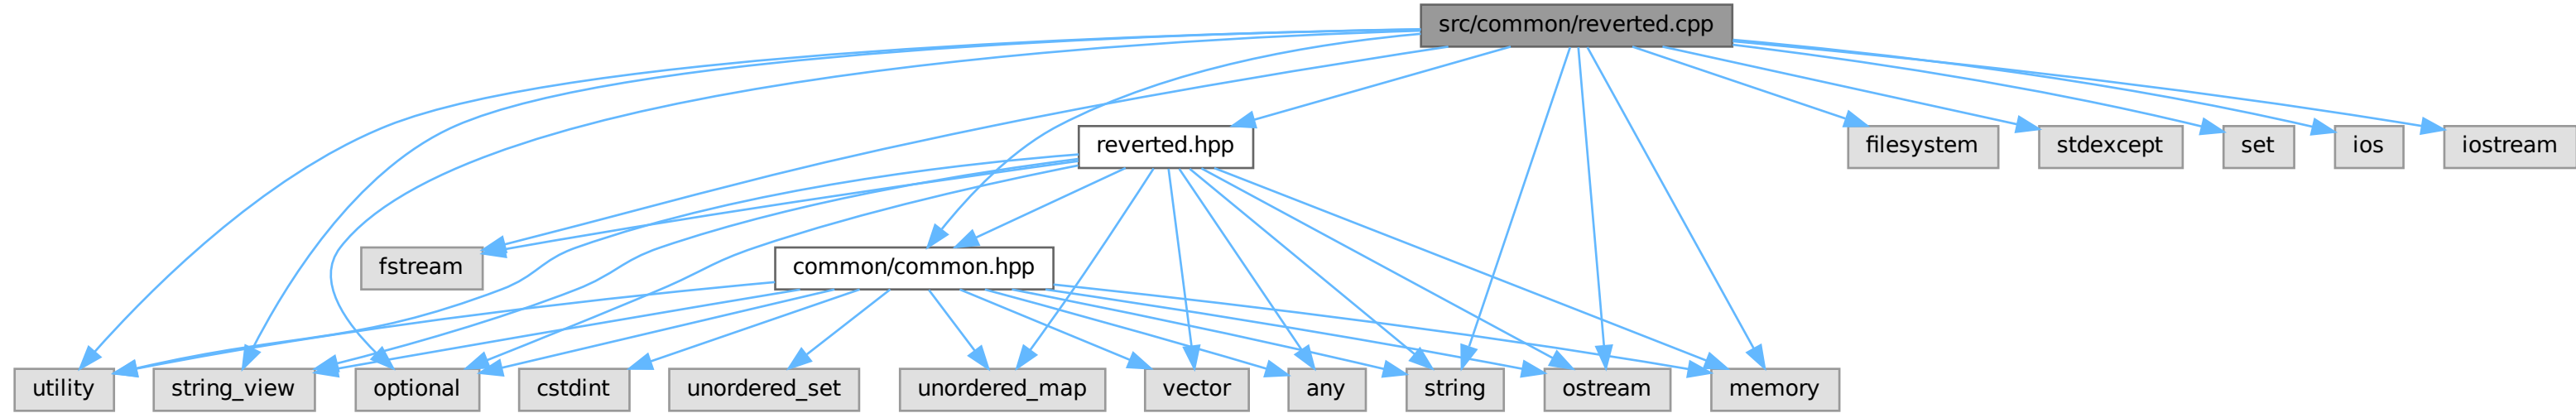 src/common/reverted.cpp
reverted.hpp
filesystem
stdexcept
set
ios
iostream
fstream
common/common.hpp
utility
string_view
optional
cstdint
unordered_set
unordered_map
vector
any
string
ostream
memory